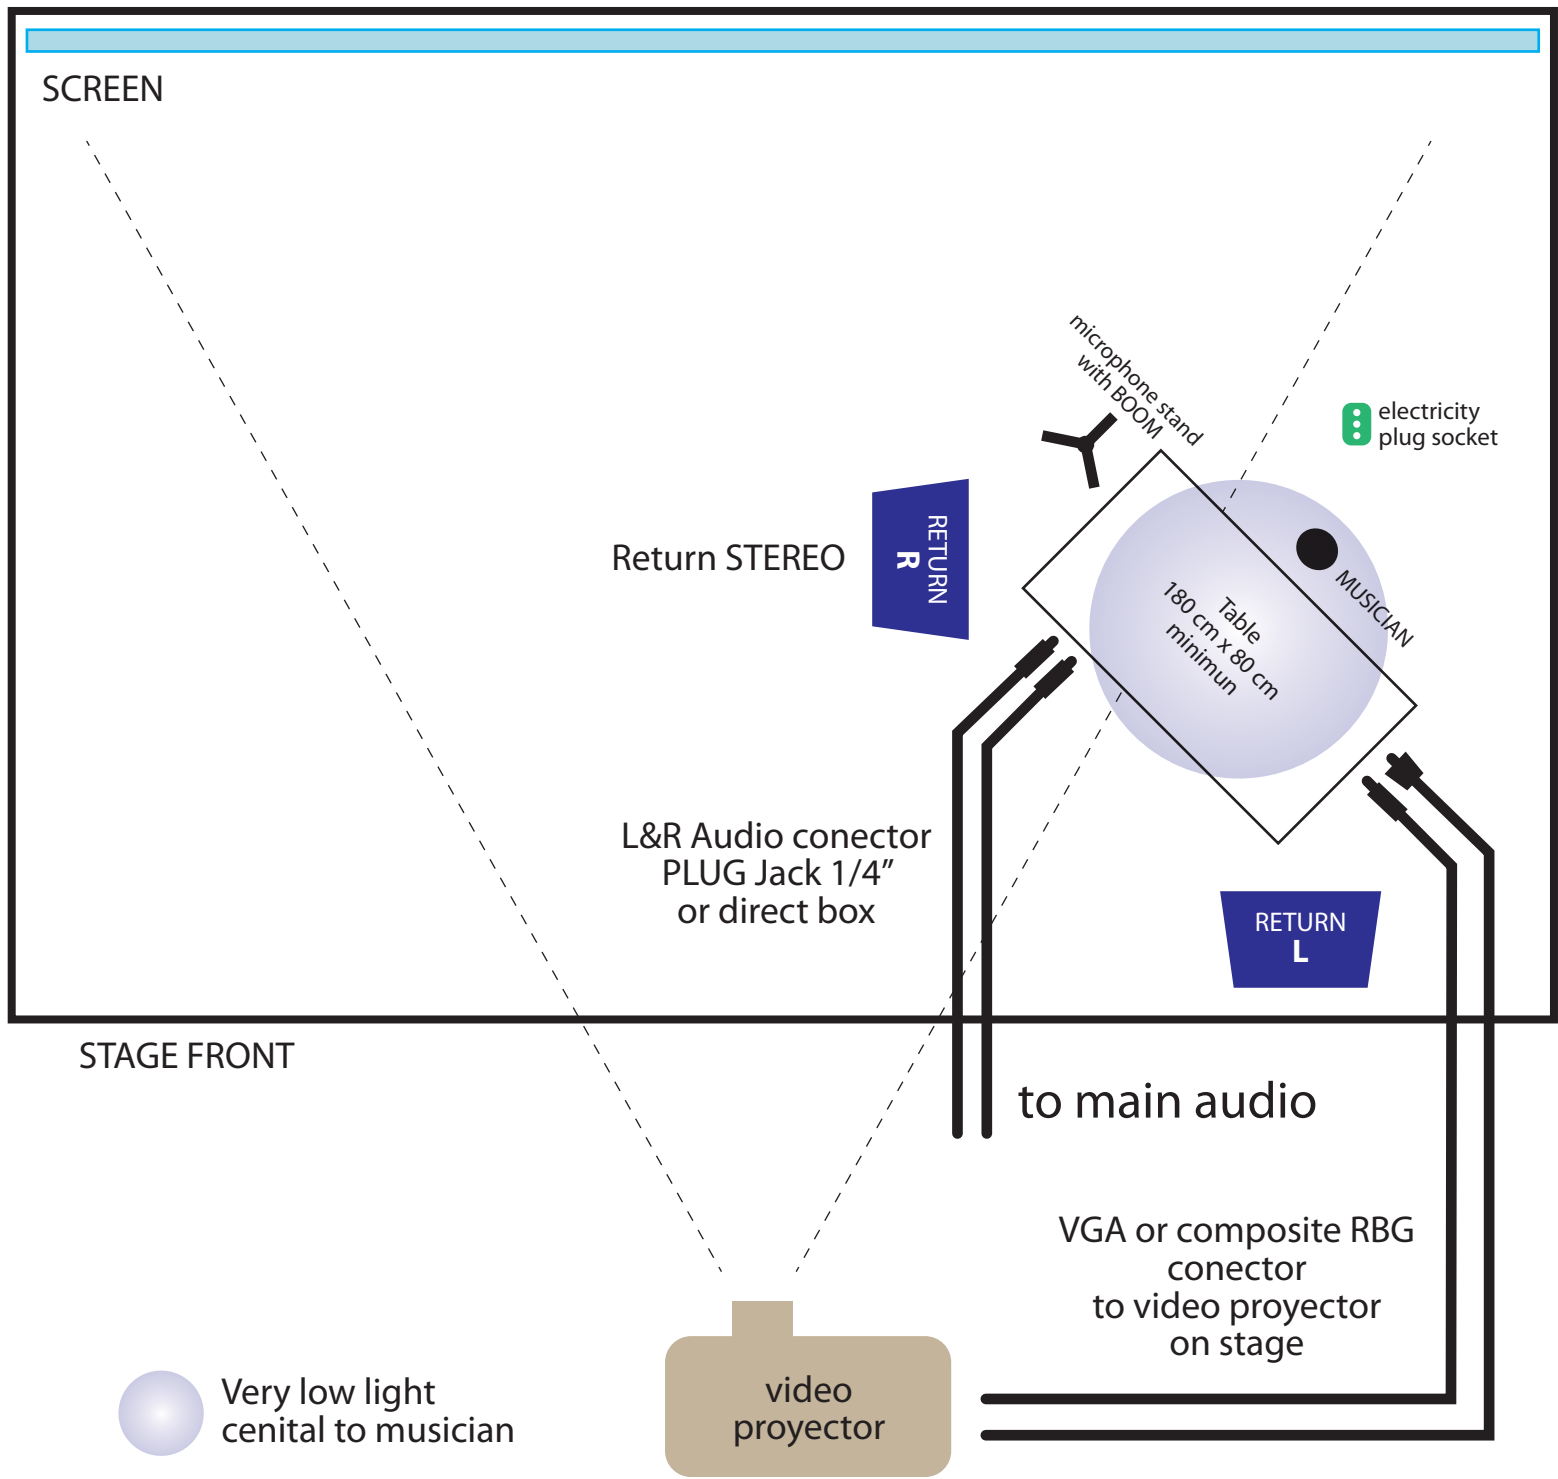 SCREEN
microphone stand
with BOOM
electricity
plug socket
Return STEREO
RETURN
R
MUSICIAN
Table
180 cm x 80 cm
minimun
L&R Audio conector
PLUG Jack 1/4”
or direct box
RETURN
L
STAGE FRONT
to main audio
VGA or composite RBG
conector
to video proyector
on stage
Very low light
cenital to musician
video
proyector